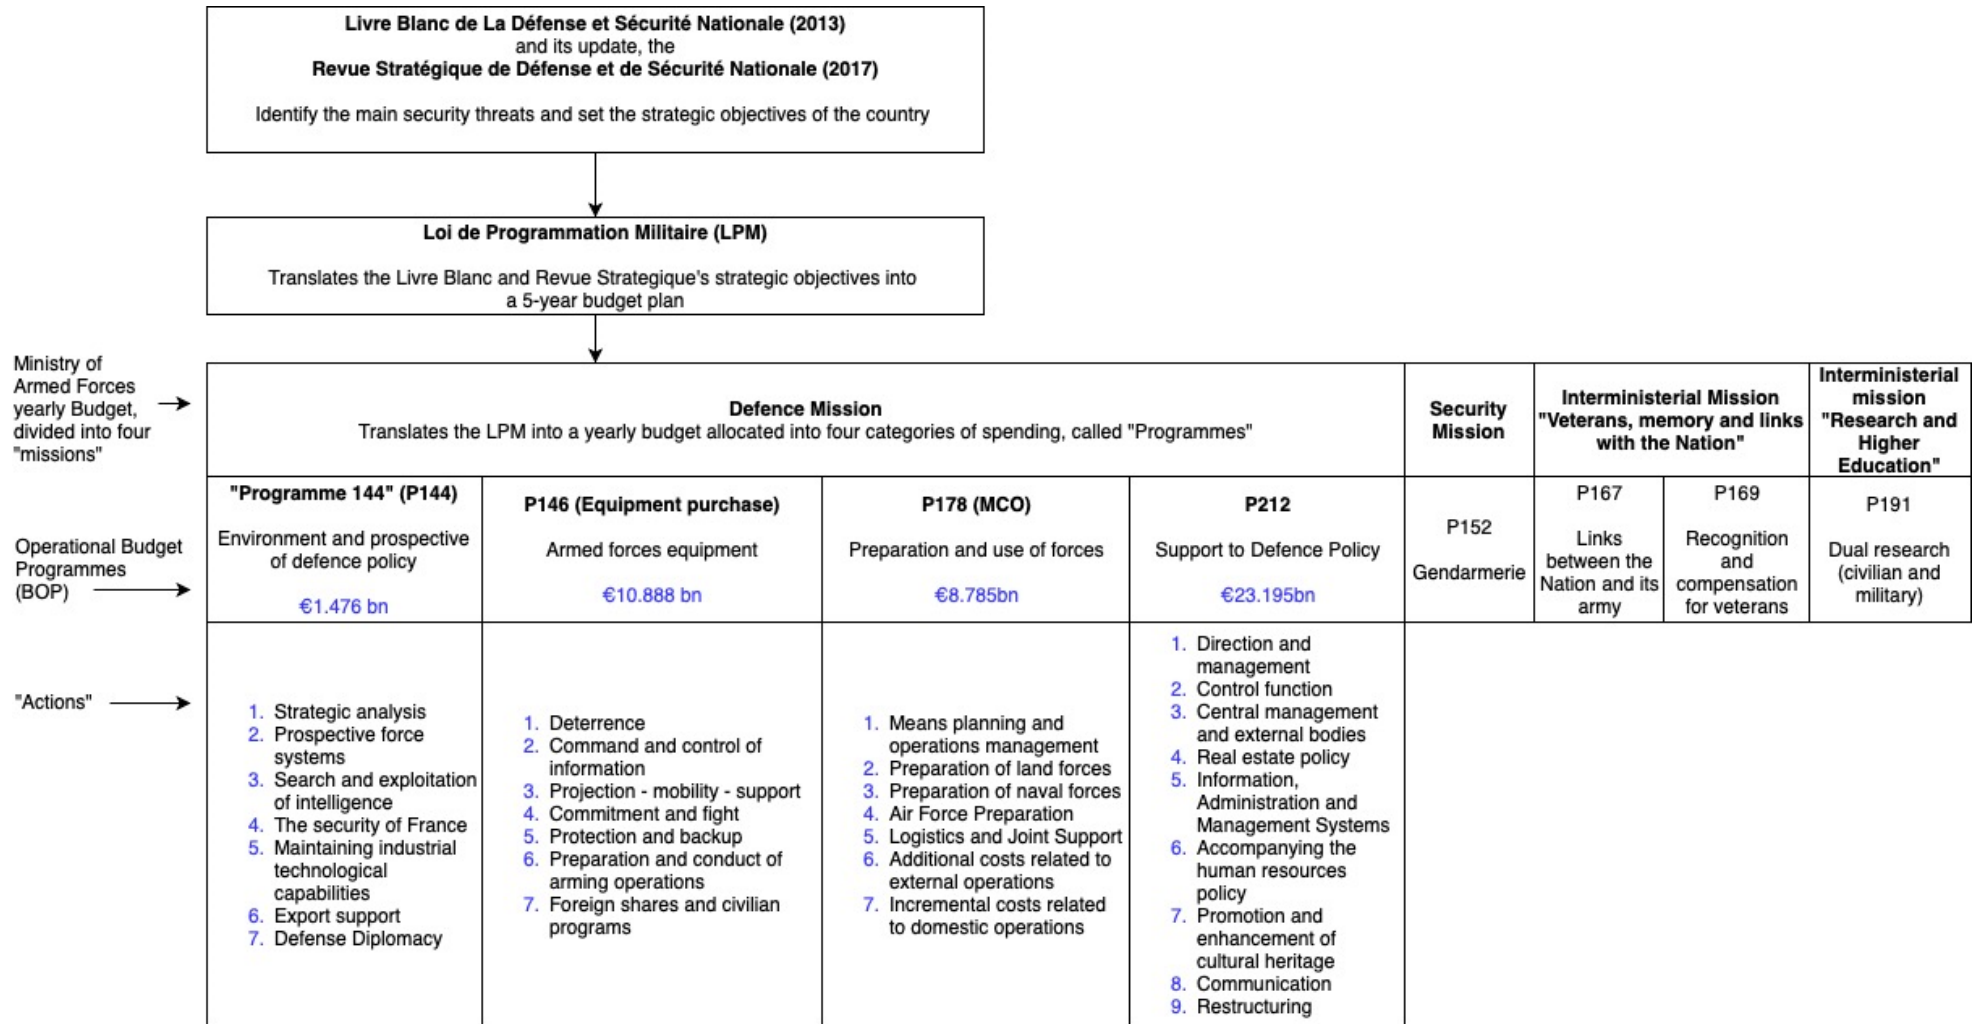 Livre Blanc de La Défense et Sécurité Nationale (2013)
and its update, the
Revue Stratégique de Défense et de Sécurité Nationale (2017)
Identify the main security threats and set the strategic objectives of the country
Loi de Programmation Militaire (LPM)
Translates the Livre Blanc and Revue Strategique's strategic objectives into
a 5-year budget plan
Ministry of
Armed Forces
yearly Budget,
divided into four
"missions"
Defence Mission
Translates the LPM into a yearly budget allocated into four categories of spending, called "Programmes"
Security
Mission
Interministerial Mission
"Veterans, memory and links
with the Nation"
Interministerial
mission
"Research and
Higher
Education"
Operational Budget
Programmes
(BOP)
"Programme 144" (P144)
Environment and prospective
of defence policy
€1.476 bn
P146 (Equipment purchase)
Armed forces equipment
€10.888 bn
P178 (MCO)
Preparation and use of forces
€8.785bn
P212
Support to Defence Policy
€23.195bn
P152
Gendarmerie
P167
Links
between the
Nation and its
army
P169
Recognition
and
compensation
for veterans
P191
Dual research
(civilian and
military)
"Actions"
1. Strategic analysis
2. Prospective force
systems
3. Search and exploitation
of intelligence
4. The security of France
5. Maintaining industrial
technological
capabilities
6. Export support
7. Defense Diplomacy
1. Deterrence
2. Command and control of
information
3. Projection - mobility - support
4. Commitment and fight
5. Protection and backup
6. Preparation and conduct of
arming operations
7. Foreign shares and civilian
programs
1. Means planning and
operations management
2. Preparation of land forces
3. Preparation of naval forces
4. Air Force Preparation
5. Logistics and Joint Support
6. Additional costs related to
external operations
7. Incremental costs related
to domestic operations
1. Direction and
management
2. Control function
3. Central management
and external bodies
4. Real estate policy
5. Information,
Administration and
Management Systems
6. Accompanying the
human resources
policy
7. Promotion and
enhancement of
cultural heritage
8. Communication
9. Restructuring